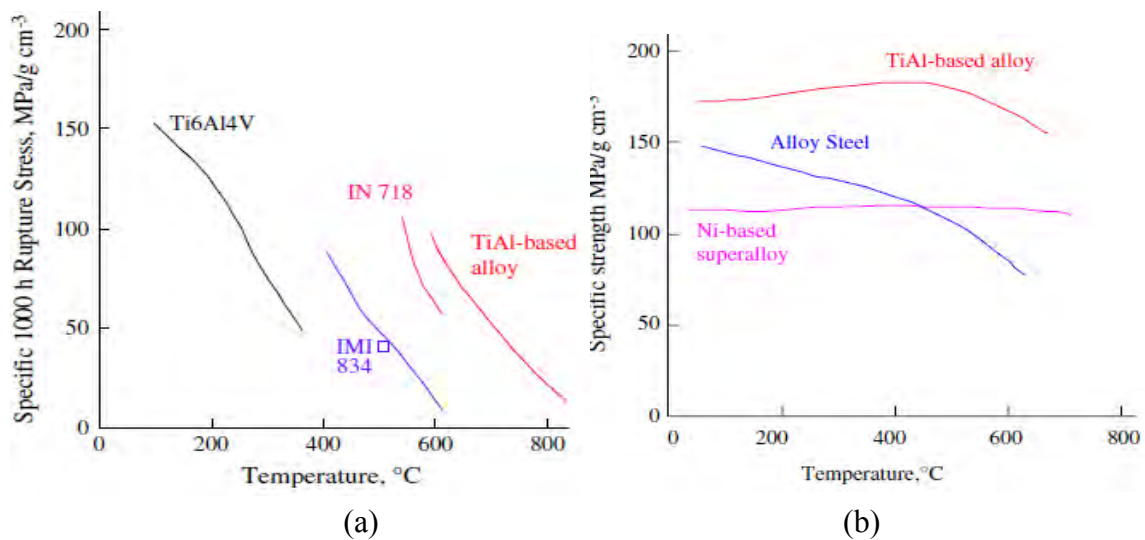 Specific 1000 h Rupture Stress, MPa/g cm⁻³
200
150
100
50
0
Ti6Al4V
IN 718
TiAl-based
alloy
IMI
834
0 200 400 600 800
Temperature, °C
(a)
Specific strength MPa/g cm⁻³
200
150
100
50
0
TiAl-based alloy
Alloy Steel
Ni-based
superalloy
0 200 400 600 800
Temperature,°C
(b)